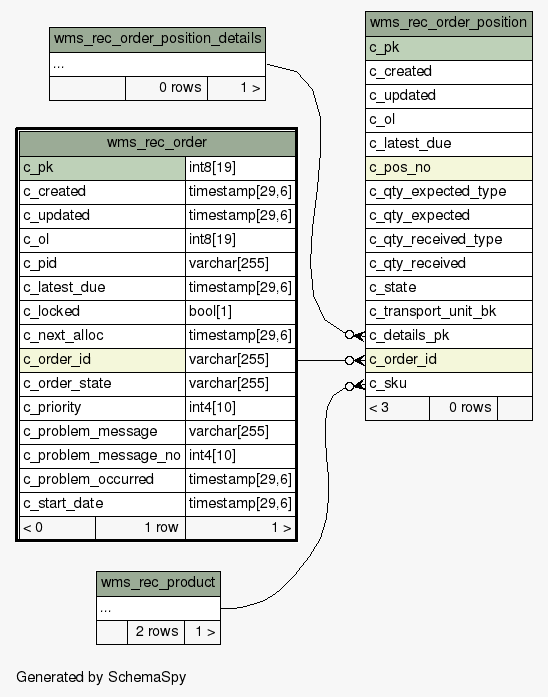 wms_rec_order_position_details
...
0 rows 1 >
wms_rec_order
c_pk int8[19]
c_created timestamp[29,6]
c_updated timestamp[29,6]
c_ol int8[19]
c_pid varchar[255]
c_latest_due timestamp[29,6]
c_locked bool[1]
c_next_alloc timestamp[29,6]
c_order_id varchar[255]
c_order_state varchar[255]
c_priority int4[10]
c_problem_message varchar[255]
c_problem_message_no int4[10]
c_problem_occurred timestamp[29,6]
c_start_date timestamp[29,6]
< 0 1 row 1 >
wms_rec_order_position
c_pk
c_created
c_updated
c_ol
c_latest_due
c_pos_no
c_qty_expected_type
c_qty_expected
c_qty_received_type
c_qty_received
c_state
c_transport_unit_bk
c_details_pk
c_order_id
c_sku
< 3 0 rows
wms_rec_product
...
2 rows 1 >
Generated by SchemaSpy